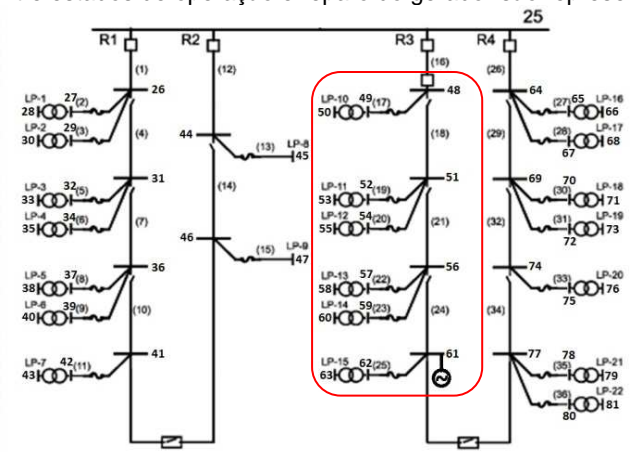 25
R1 R2 R3 R4
(1) (12) (16) (26)
26 48 64
LP-1 27 (2) LP-10 49 (17) (27) 65 LP-16
28 50 66
LP-2 29 (3) (28) LP-17
30 67 68
(4) 44 (13) LP-8 (18) (29)
45
31 51 69
LP-3 32 (5) LP-11 52 (19) 70 (30) LP-18
33 53 71
LP-4 34 (6) (14) LP-12 54 (20) (31) LP-19
35 55 72 73
(7) (21) (32)
46 (15) LP-9
47
36 56 74
LP-5 37 (8) LP-13 57 (22) (33) LP-20
38 58 75 76
LP-6 39 (9) LP-14 59 (23)
40 60
(10) (24) (34)
41 61 77
LP-7 42 (11) LP-15 62 (25) 78 (35) LP-21
43 63 79
(36) LP-22
80 81